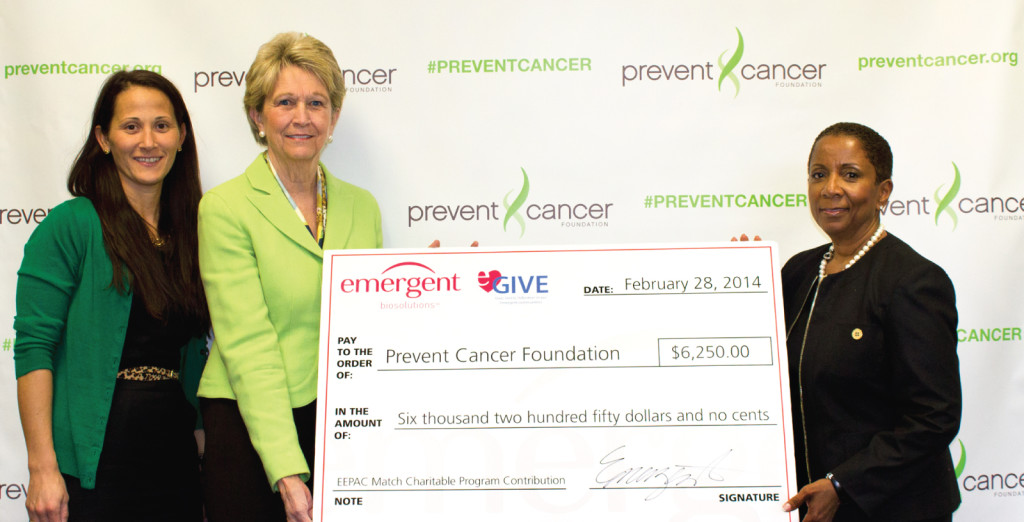 preventcancer.org
prevent cancer
FOUNDATION
#PREVENTCANCER
prevent cancer
FOUNDATION
preventcancer.org
prevent cancer
FOUNDATION
#PREVENTCANCER
cancer
FOUNDATION
CANCER
cancer
emergent
biosolutions
GIVE
DATE: February 28, 2014
PAY
TO THE
ORDER
OF:
Prevent Cancer Foundation
$6,250.00
IN THE
AMOUNT
OF:
Six thousand two hundred fifty dollars and no cents
EEPAC Match Charitable Program Contribution
NOTE
SIGNATURE